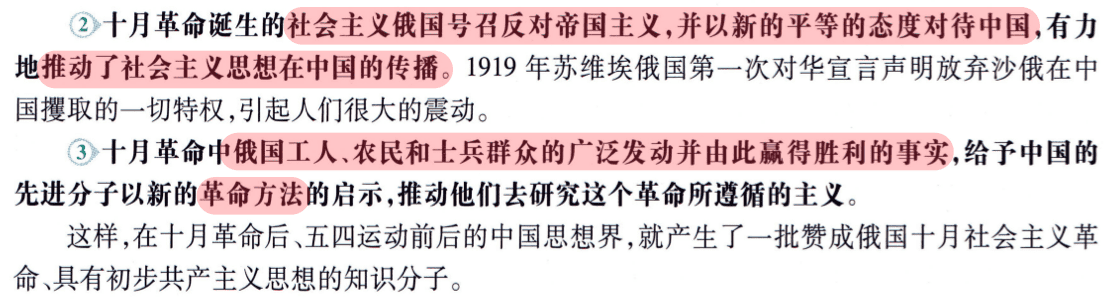 ②十月革命诞生的社会主义俄国号召反对帝国主义,并以新的平等的态度对待中国,有力
地推动了社会主义思想在中国的传播。1919 年苏维埃俄国第一次对华宣言声明放弃沙俄在中
国攫取的一切特权,引起人们很大的震动。
③十月革命中俄国工人、农民和士兵群众的广泛发动并由此赢得胜利的事实,给予中国的
先进分子以新的革命方法的启示,推动他们去研究这个革命所遵循的主义。
这样,在十月革命后、五四运动前后的中国思想界,就产生了一批赞成俄国十月社会主义革
命、具有初步共产主义思想的知识分子。